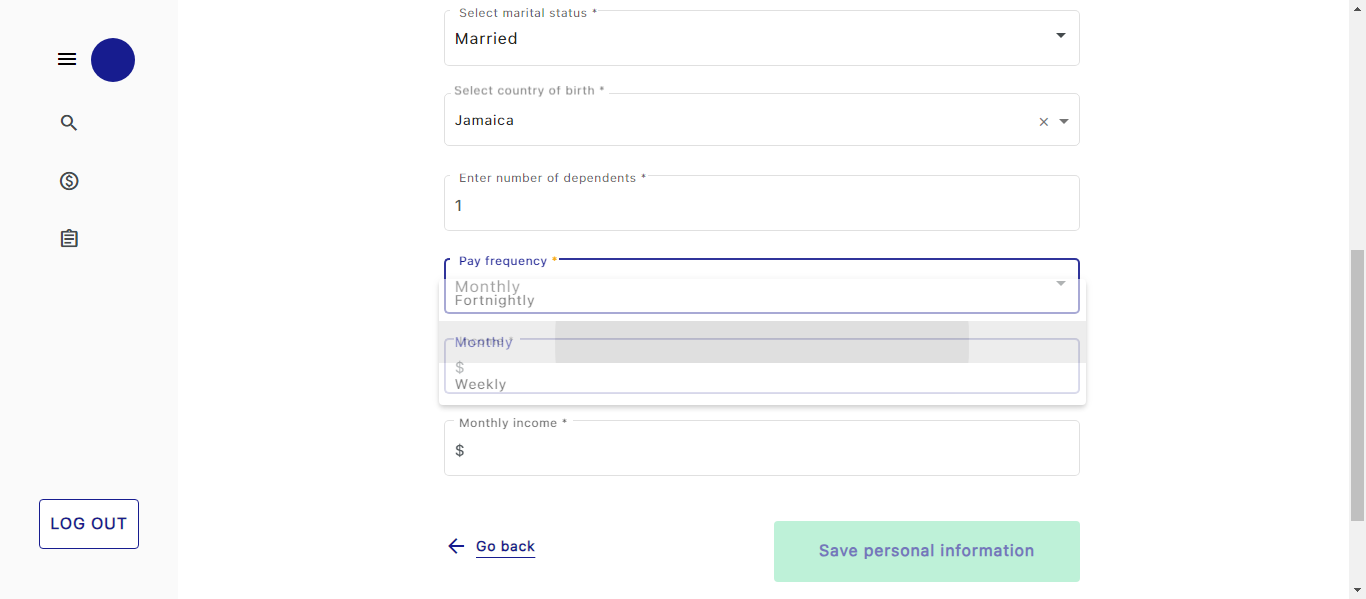 Select marital status *
Married
Select country of birth *
Jamaica
Enter number of dependents *
1
Pay frequency *
Monthly
Fortnightly
Monthly
$
Weekly
Monthly income *
$
LOG OUT
Go back
Save personal information